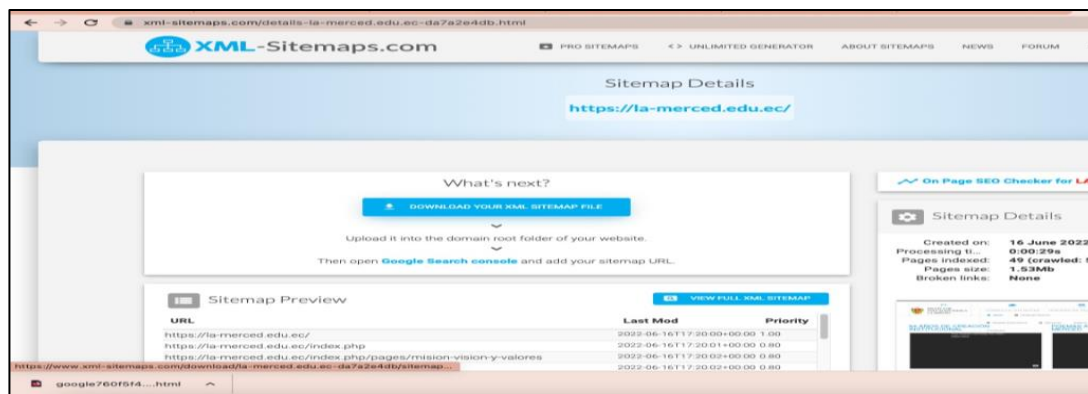 xml-sitemaps.com/details-la-merced.edu.ec-da7a2e4db.html
XML-Sitemaps.com
PRO SITEMAPS
<> UNLIMITED GENERATOR
ABOUT SITEMAPS
NEWS
FORUM
Sitemap Details
https://la-merced.edu.ec/
What's next?
DOWNLOAD YOUR XML SITEMAP FILE
Upload it into the domain root folder of your website.
Then open Google Search console and add your sitemap URL.
On Page SEO Checker for LA
Sitemap Details
Created on: 16 June 2022
Processing ti... 0:00:29s
Pages indexed: 49 (crawled:
Pages size: 1.53Mb
Broken links: None
Sitemap Preview
VIEW FULL XML SITEMAP
URL Last Mod Priority
https://la-merced.edu.ec/ 2022-06-16T17:20:00+00:00 1.00
https://la-merced.edu.ec/index.php 2022-06-16T17:20:01+00:00 0.80
https://la-merced.edu.ec/index.php/pages/mision-vision-y-valores 2022-06-16T17:20:02+00:00 0.80
2022-06-16T17:20:02+00:00 0.80
https://www.xml-sitemaps.com/download/la-merced.edu.ec-da7a2e4db/sitemap...
google760f5f4....html